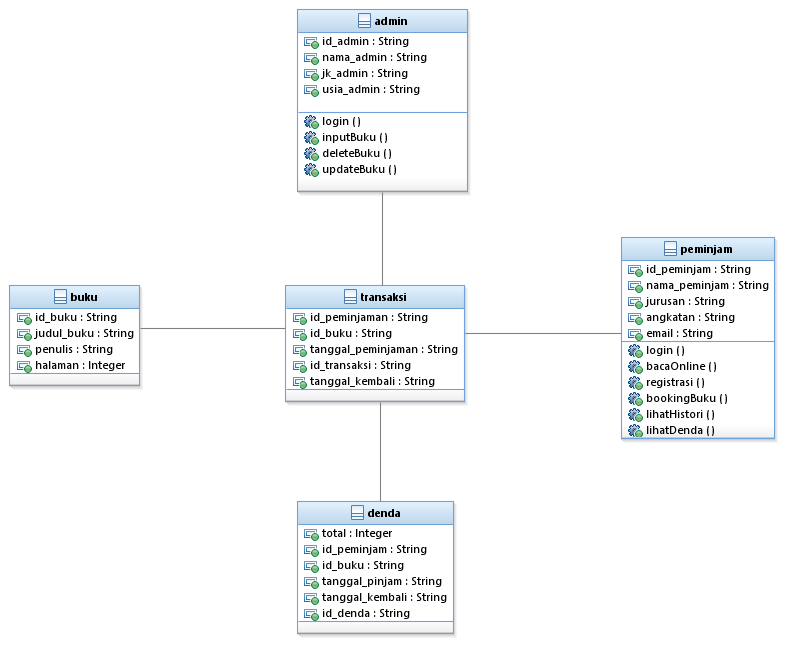 admin
id_admin : String
nama_admin : String
jk_admin : String
usia_admin : String
login ( )
inputBuku ( )
deleteBuku ( )
updateBuku ( )
peminjam
id_peminjam : String
nama_peminjam : String
jurusan : String
angkatan : String
email : String
login ( )
bacaOnline ( )
registrasi ( )
bookingBuku ( )
lihatHistori ( )
lihatDenda ( )
buku
id_buku : String
judul_buku : String
penulis : String
halaman : Integer
transaksi
id_peminjaman : String
id_buku : String
tanggal_peminjaman : String
id_transaksi : String
tanggal_kembali : String
denda
total : Integer
id_peminjam : String
id_buku : String
tanggal_pinjam : String
tanggal_kembali : String
id_denda : String